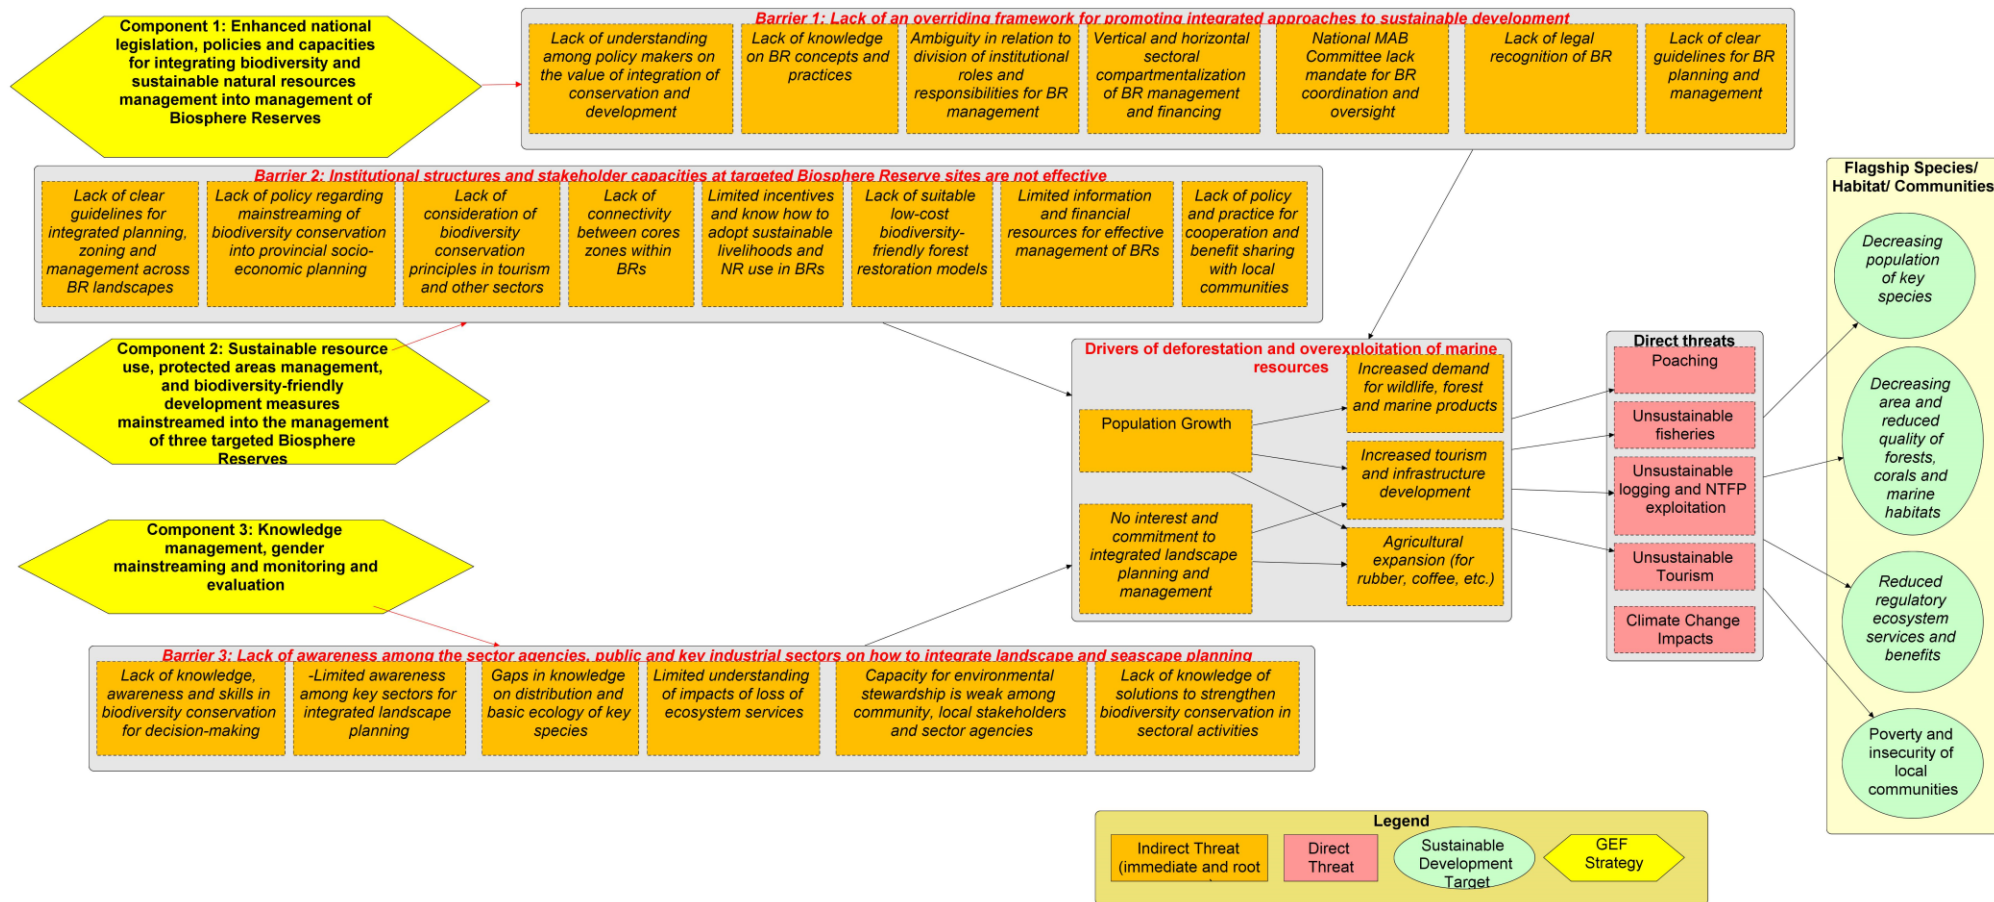 Component 1: Enhanced national
legislation, policies and capacities
for integrating biodiversity and
sustainable natural resources
management into management of
Biosphere Reserves
Barrier 1: Lack of an overriding framework for promoting integrated approaches to sustainable development
Lack of understanding
among policy makers on
the value of integration of
conservation and
development
Lack of knowledge
on BR concepts and
practices
Ambiguity in relation to
division of institutional
roles and
responsibilities for BR
management
Vertical and horizontal
sectoral
compartmentalization
of BR management
and financing
National MAB
Committee lack
mandate for BR
coordination and
oversight
Lack of legal
recognition of BR
Lack of clear
guidelines for BR
planning and
management
Barrier 2: Institutional structures and stakeholder capacities at targeted Biosphere Reserve sites are not effective
Lack of clear
guidelines for
integrated planning,
zoning and
management across
BR landscapes
Lack of policy regarding
mainstreaming of
biodiversity conservation
into provincial socio-
economic planning
Lack of
consideration of
biodiversity
conservation
principles in tourism
and other sectors
Lack of
connectivity
between cores
zones within
BRs
Limited incentives
and know how to
adopt sustainable
livelihoods and
NR use in BRs
Lack of suitable
low-cost
biodiversity-
friendly forest
restoration models
Limited information
and financial
resources for effective
management of BRs
Lack of policy
and practice for
cooperation and
benefit sharing
with local
communities
Component 2: Sustainable resource
use, protected areas management,
and biodiversity-friendly
development measures
mainstreamed into the management
of three targeted Biosphere
Reserves
Component 3: Knowledge
management, gender
mainstreaming and monitoring and
evaluation
Barrier 3: Lack of awareness among the sector agencies, public and key industrial sectors on how to integrate landscape and seascape planning
Lack of knowledge,
awareness and skills in
biodiversity conservation
for decision-making
-Limited awareness
among key sectors for
integrated landscape
planning
Gaps in knowledge
on distribution and
basic ecology of key
species
Limited understanding
of impacts of loss of
ecosystem services
Capacity for environmental
stewardship is weak among
community, local stakeholders
and sector agencies
Lack of knowledge of
solutions to strengthen
biodiversity conservation in
sectoral activities
Drivers of deforestation and overexploitation of marine
resources
Population Growth
No interest and
commitment to
integrated landscape
planning and
management
Increased demand
for wildlife, forest
and marine products
Increased tourism
and infrastructure
development
Agricultural
expansion (for
rubber, coffee, etc.)
Direct threats
Poaching
Unsustainable
fisheries
Unsustainable
logging and NTFP
exploitation
Unsustainable
Tourism
Climate Change
Impacts
Flagship Species/
Habitat/ Communities
Decreasing
population
of key
species
Decreasing
area and
reduced
quality of
forests,
corals and
marine
habitats
Reduced
regulatory
ecosystem
services and
benefits
Poverty and
insecurity of
local
communities
Legend
Indirect Threat
(immediate and root
Direct
Threat
Sustainable
Development
Target
GEF
Strategy